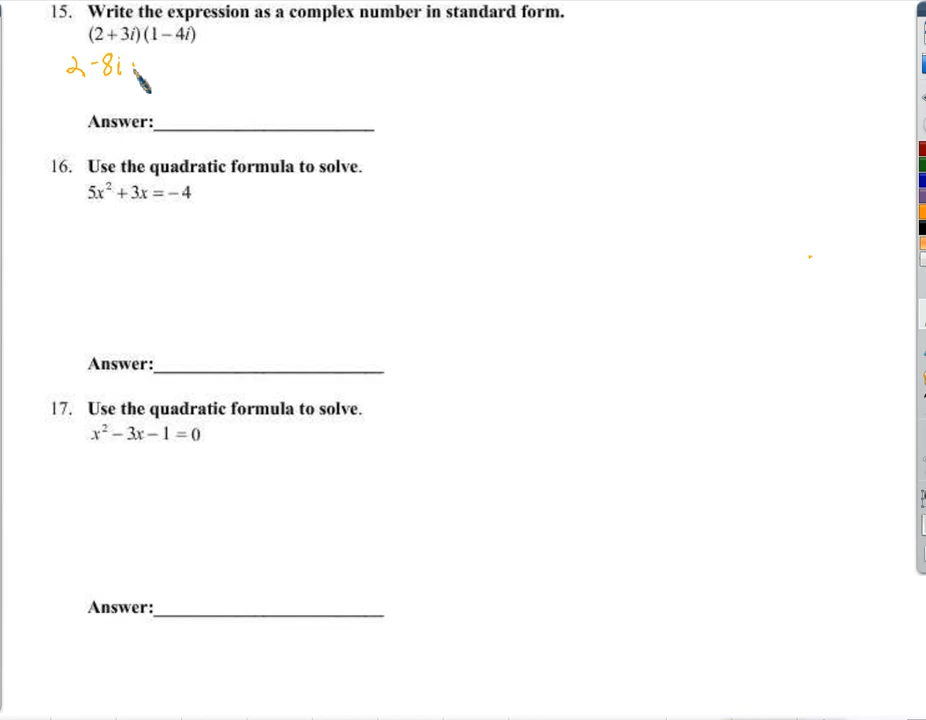 15. Write the expression as a complex number in standard form.
(2+3i)(1−4i)
2-8i
Answer:
16. Use the quadratic formula to solve.
5x² + 3x = −4
Answer:
17. Use the quadratic formula to solve.
x² − 3x − 1 = 0
Answer: